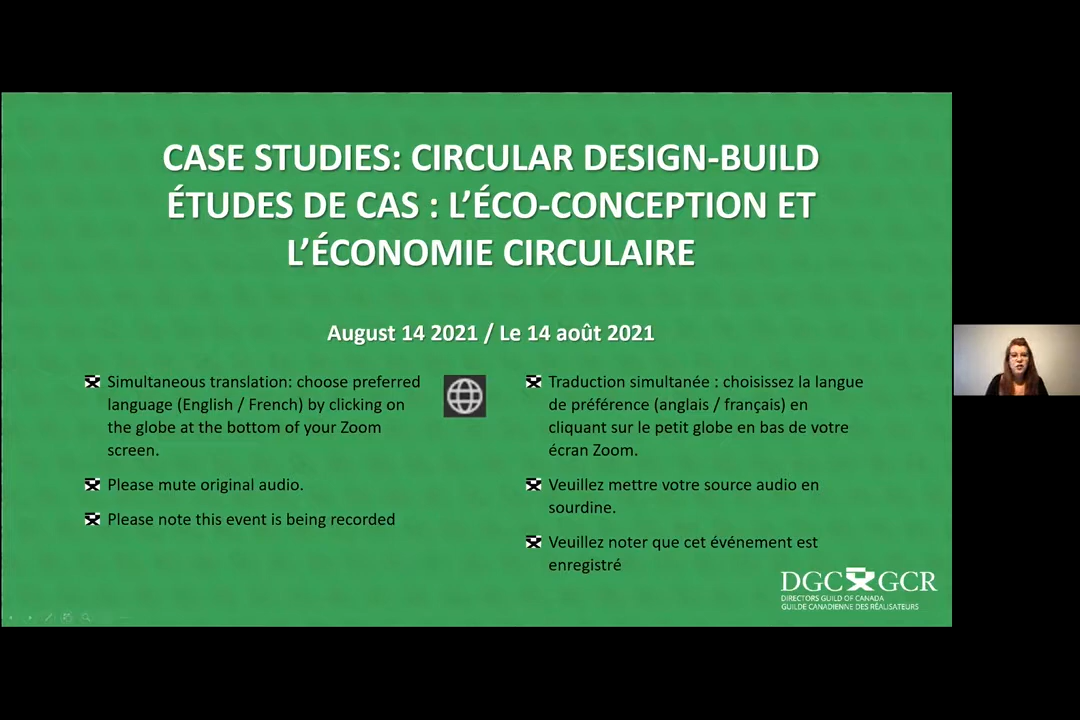 CASE STUDIES: CIRCULAR DESIGN-BUILD
ÉTUDES DE CAS : L'ÉCO-CONCEPTION ET
L'ÉCONOMIE CIRCULAIRE
August 14 2021 / Le 14 août 2021
Simultaneous translation: choose preferred
language (English / French) by clicking on
the globe at the bottom of your Zoom
screen.
Please mute original audio.
Please note this event is being recorded
Traduction simultanée : choisissez la langue
de préférence (anglais / français) en
cliquant sur le petit globe en bas de votre
écran Zoom.
Veuillez mettre votre source audio en
sourdine.
Veuillez noter que cet événement est
enregistré
DGC GCR
DIRECTORS GUILD OF CANADA
GUILDE CANADIENNE DES RÉALISATEURS